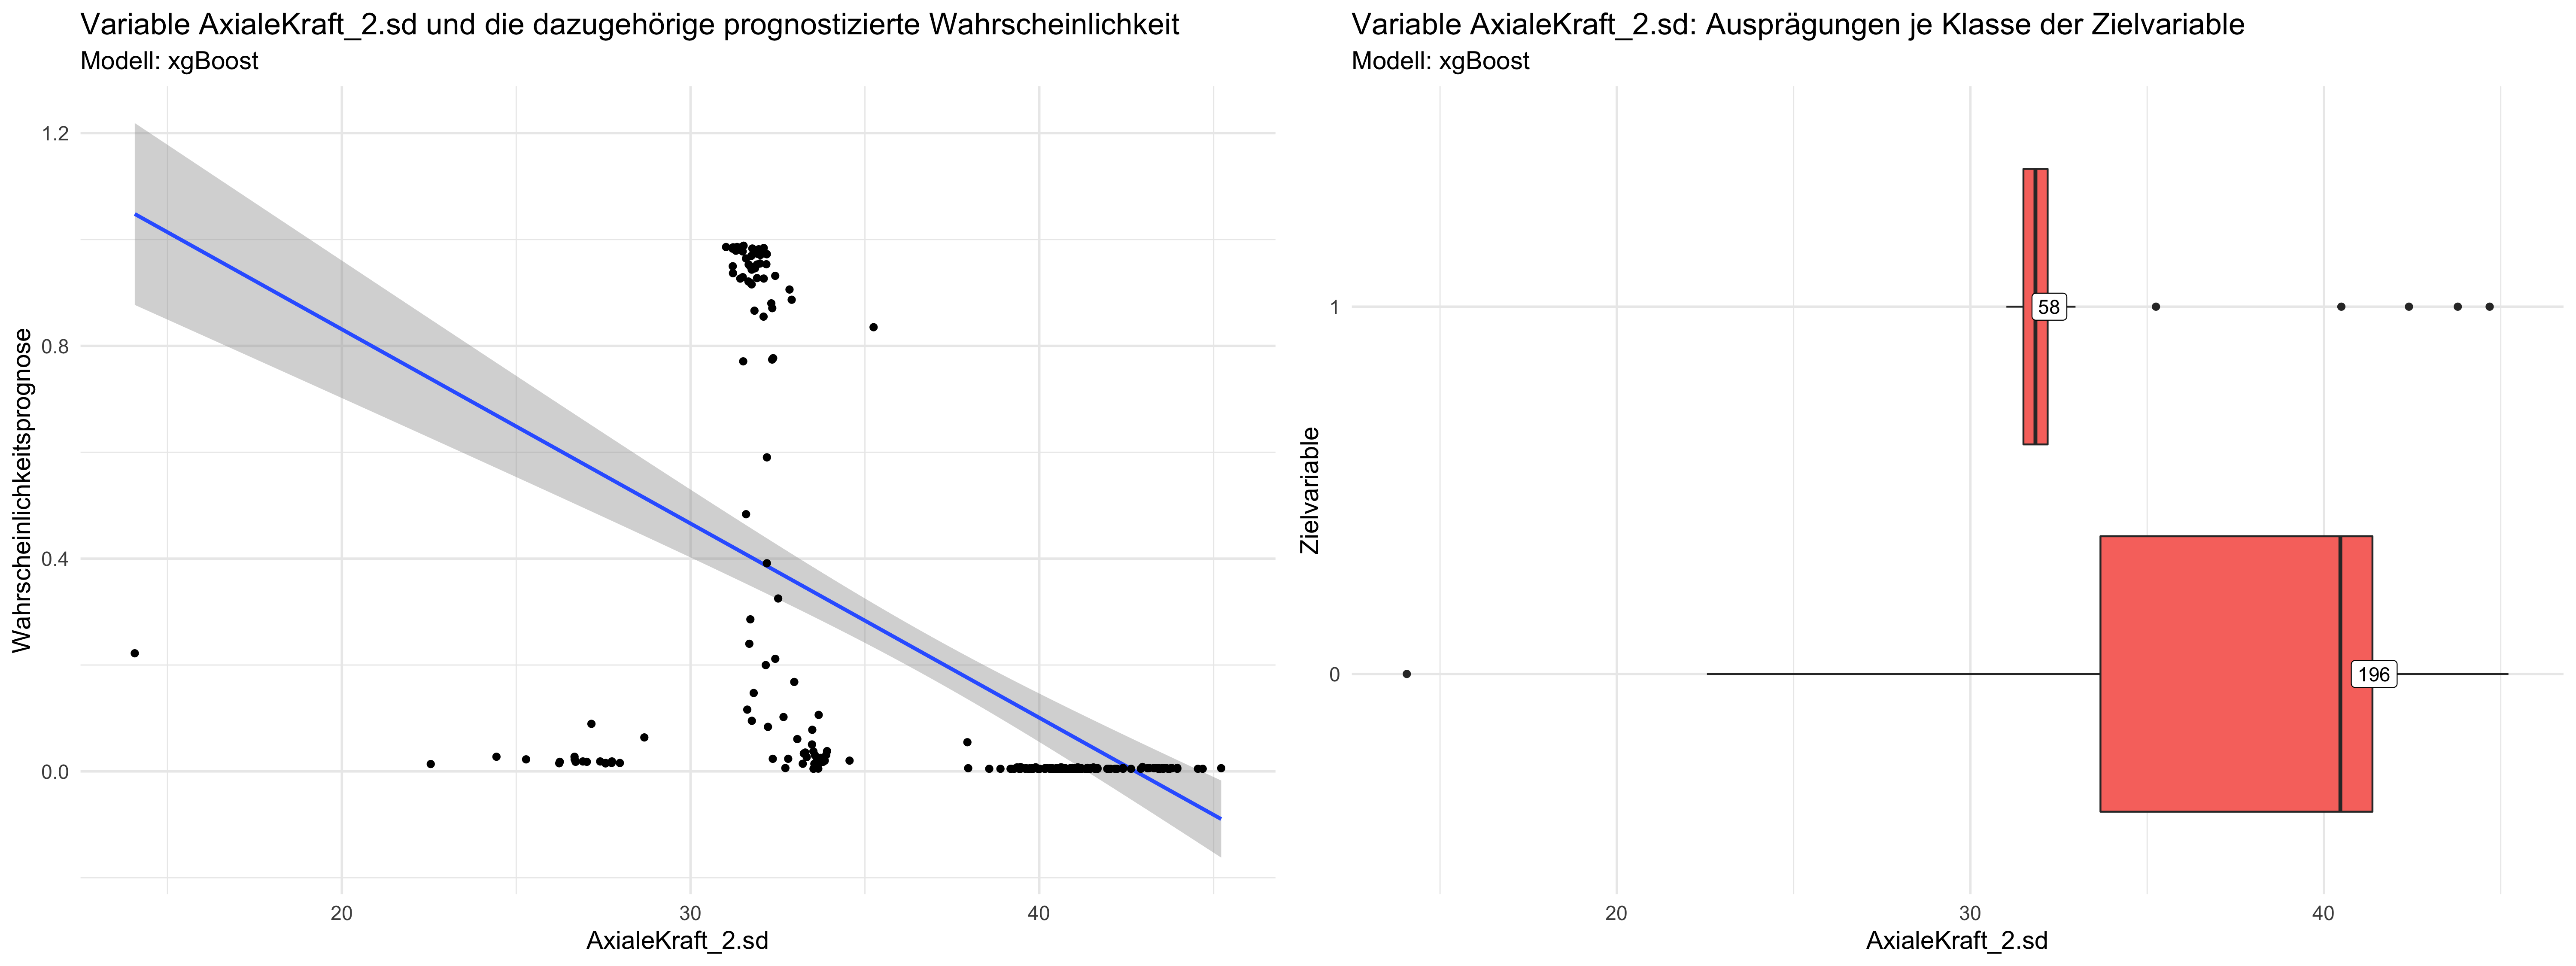 Variable AxialeKraft_2.sd und die dazugehörige prognostizierte Wahrscheinlichkeit
Modell: xgBoost
1.2
0.8
0.4
0.0
Wahrscheinlichkeitsprognose
20 30 40
AxialeKraft_2.sd
Variable AxialeKraft_2.sd: Ausprägungen je Klasse der Zielvariable
Modell: xgBoost
1
58
0
196
Zielvariable
20 30 40
AxialeKraft_2.sd